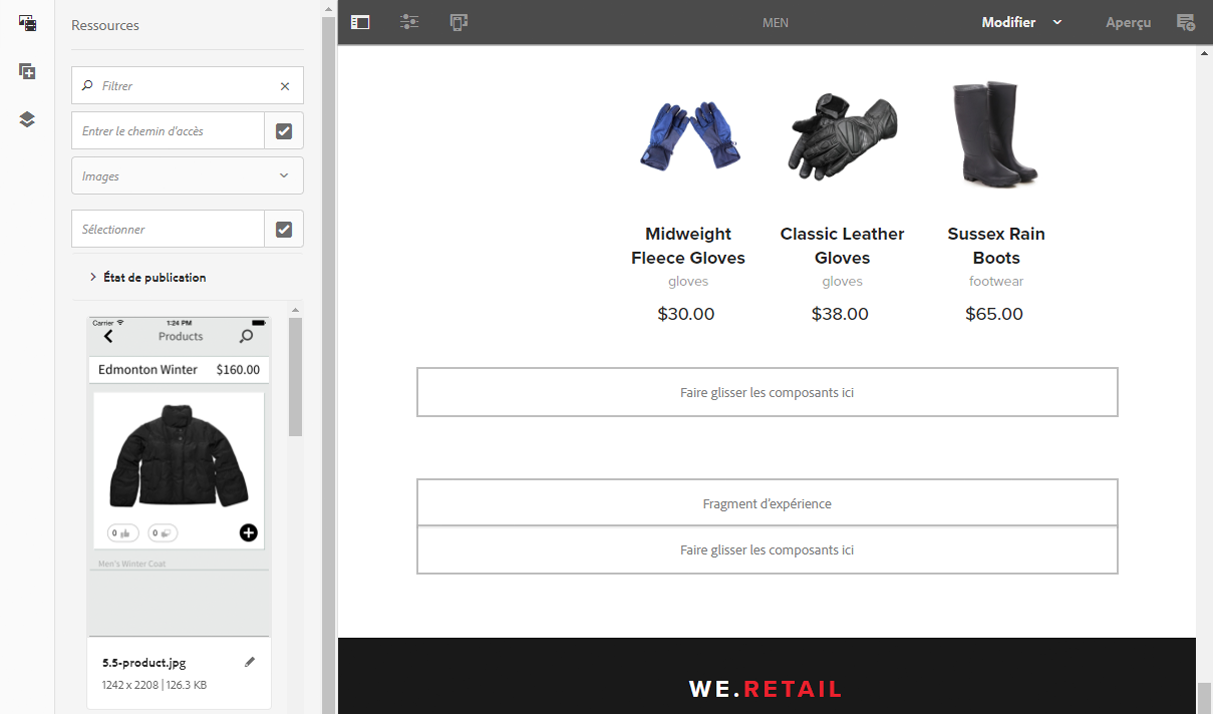 Ressources
Filtrer
Entrer le chemin d'accès
Images
Sélectionner
État de publication
Carrier 1:24 PM
Products
Edmonton Winter $160.00
0 0
Men's Winter Coat
5.5-product.jpg
1242 x 2208 | 126.3 KB
MEN Modifier Aperçu
Midweight Fleece Gloves
gloves
$30.00
Classic Leather Gloves
gloves
$38.00
Sussex Rain Boots
footwear
$65.00
Faire glisser les composants ici
Fragment d'expérience
Faire glisser les composants ici
WE.RETAIL